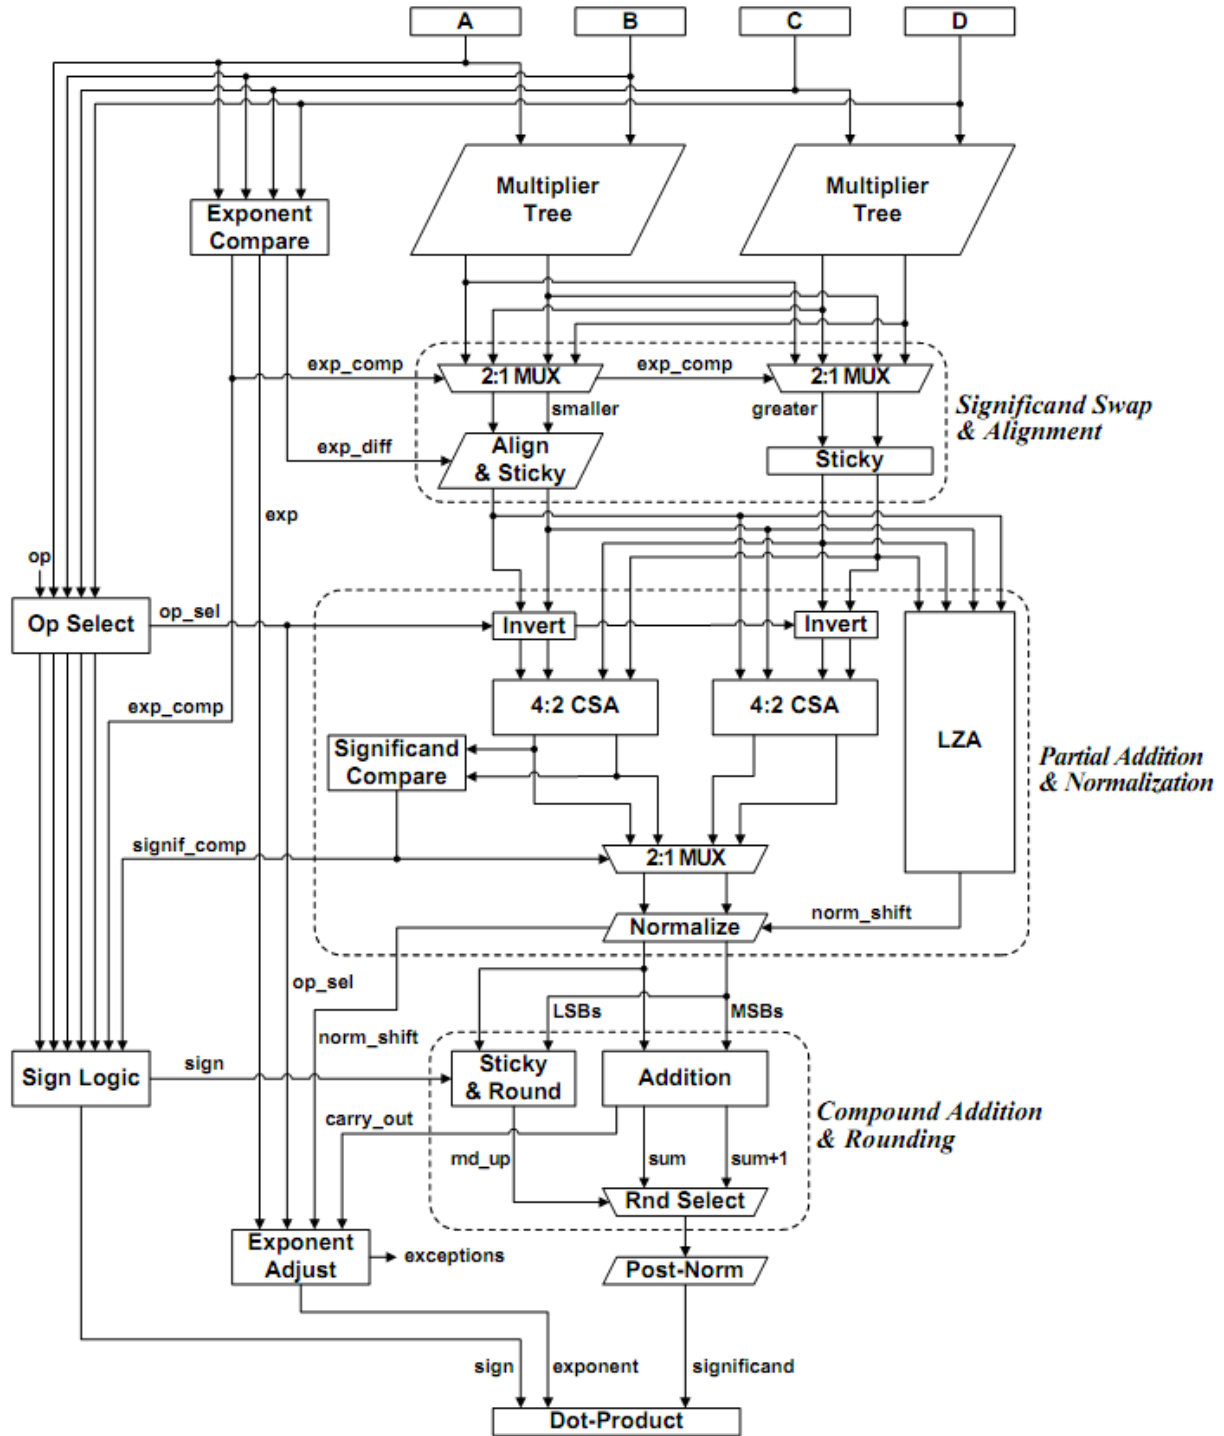 A
B
C
D
Multiplier
Tree
Multiplier
Tree
Exponent
Compare
exp_comp
2:1 MUX
exp_comp
2:1 MUX
smaller
greater
Significand Swap
& Alignment
exp_diff
Align
& Sticky
Sticky
exp
op
Op Select
op_sel
Invert
Invert
4:2 CSA
4:2 CSA
LZA
exp_comp
Significand
Compare
Partial Addition
& Normalization
signif_comp
2:1 MUX
norm_shift
Normalize
op_sel
LSBs
MSBs
norm_shift
Sign Logic
sign
Sticky
& Round
Addition
Compound Addition
& Rounding
carry_out
rnd_up
sum
sum+1
Rnd Select
Exponent
Adjust
exceptions
Post-Norm
sign
exponent
significand
Dot-Product